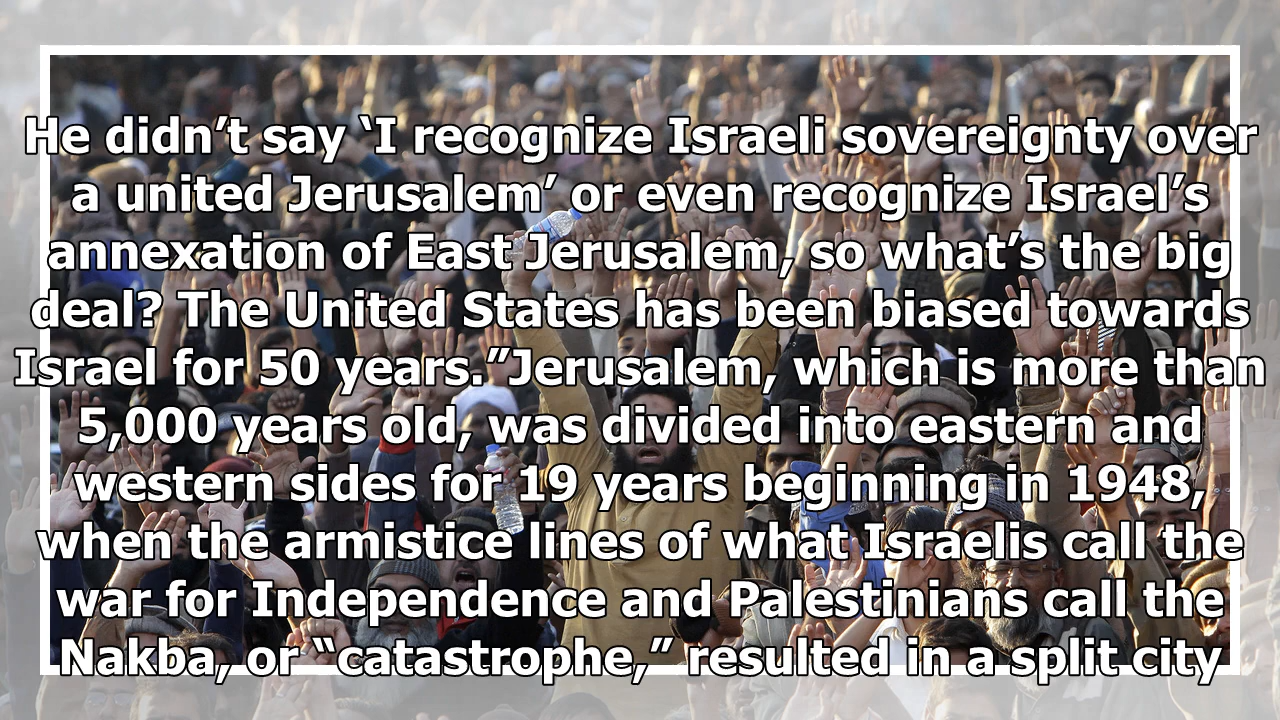 He didn’t say ‘I recognize Israeli sovereignty over
a united Jerusalem’ or even recognize Israel’s
annexation of East Jerusalem, so what’s the big
deal? The United States has been biased towards
Israel for 50 years.”Jerusalem, which is more than
5,000 years old, was divided into eastern and
western sides for 19 years beginning in 1948,
when the armistice lines of what Israelis call the
war for Independence and Palestinians call the
Nakba, or “catastrophe,” resulted in a split city